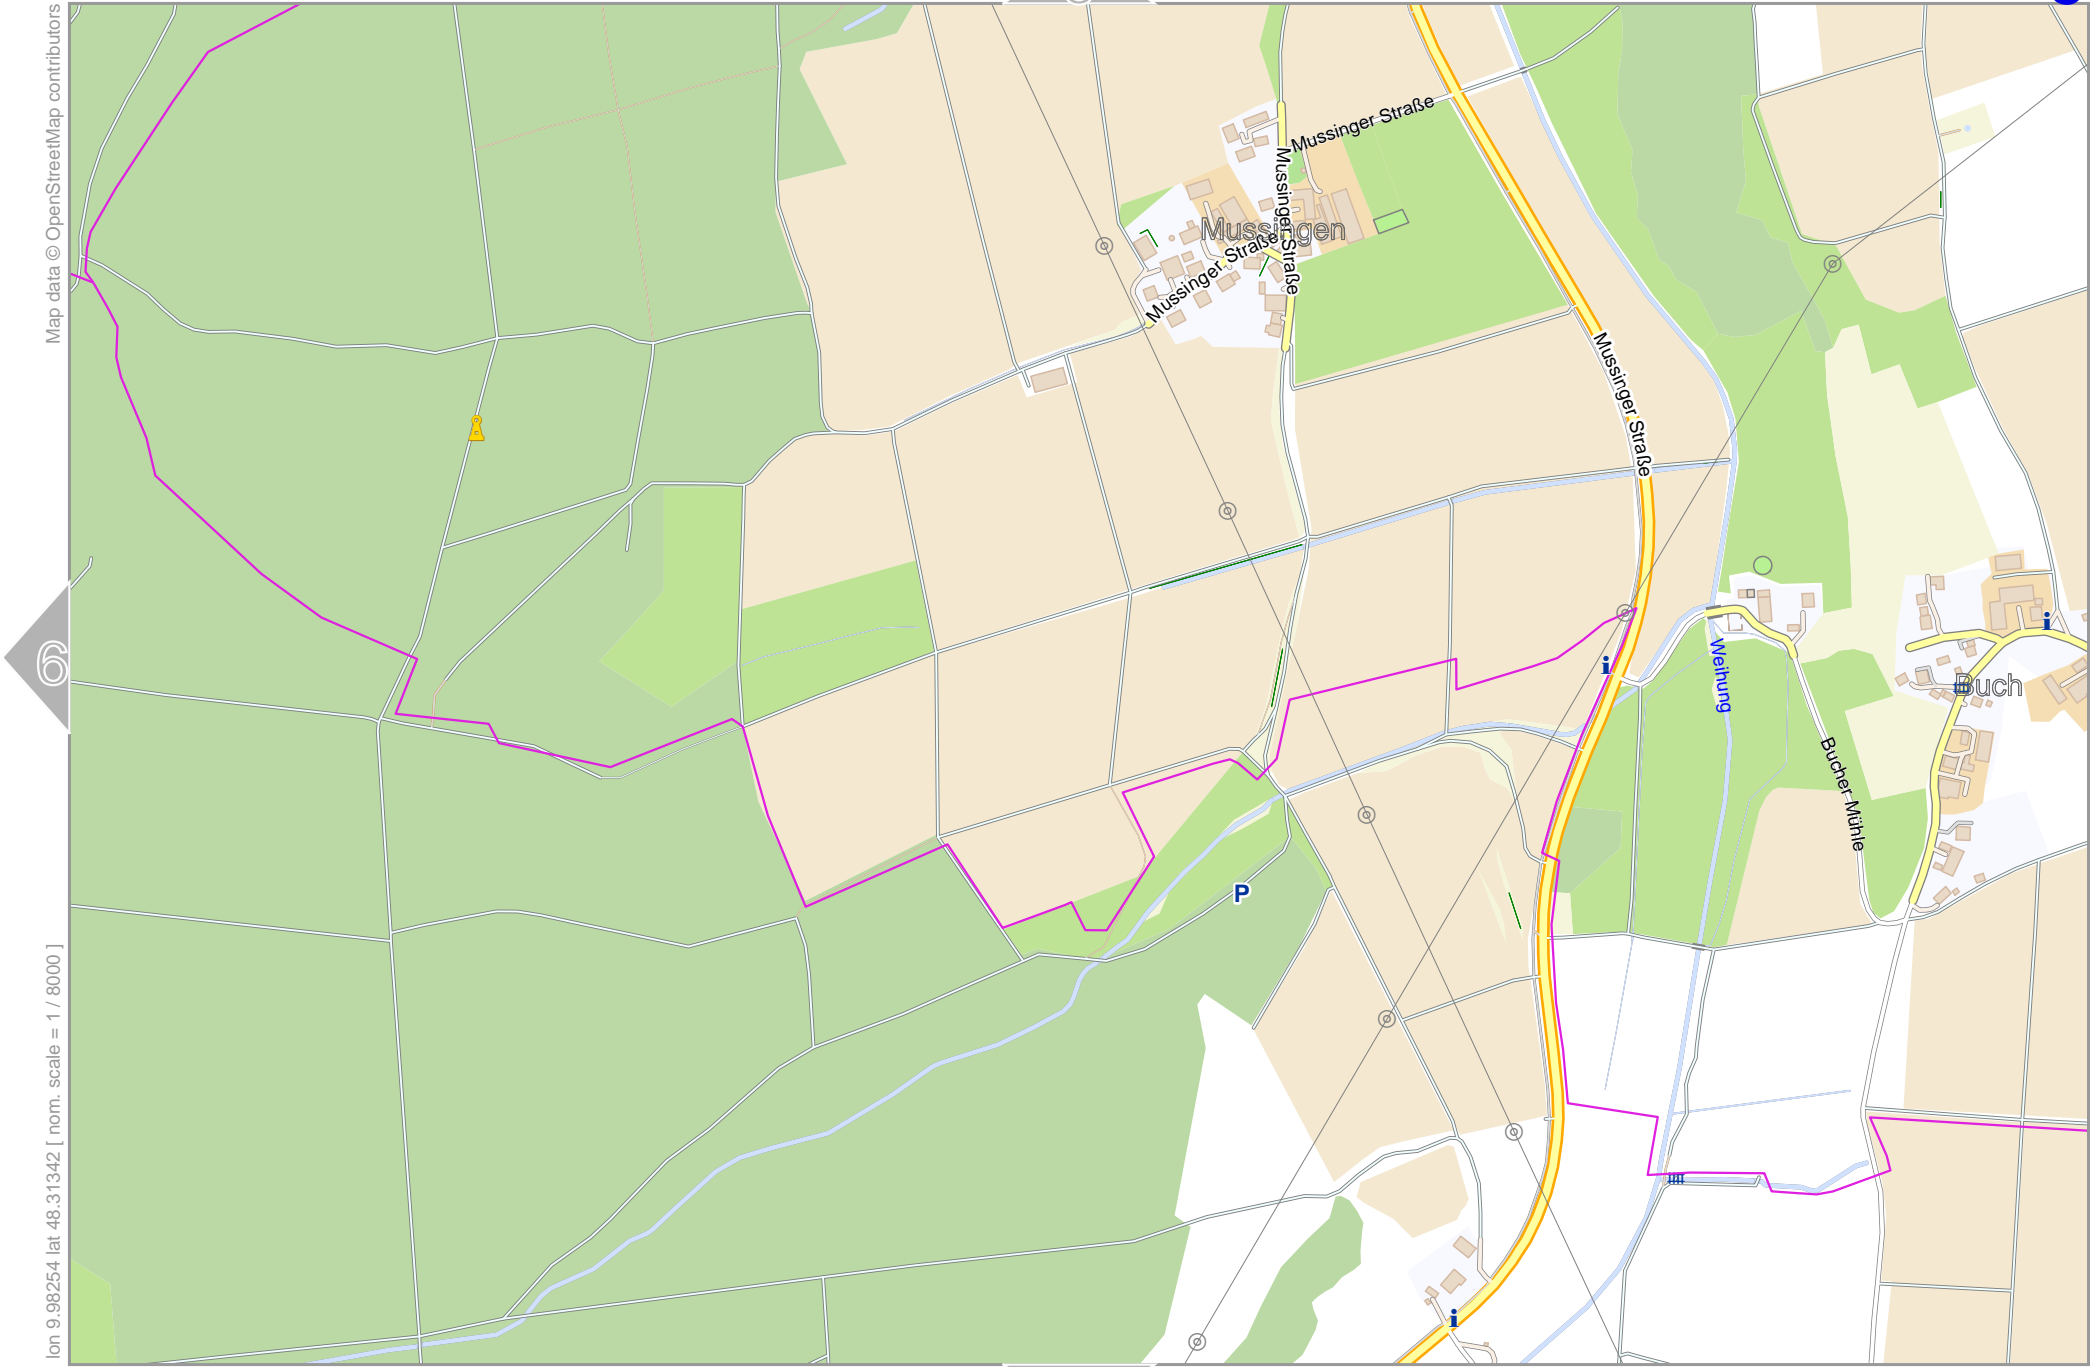 Map data © OpenStreetMap contributors
lon 9.98254 lat 48.31342 [ nom. scale = 1 / 8000 ]
6
Mussinger Straße
Mussinger Straße
Mussingen
Mussinger Straße
Mussinger Straße
i
i
Weihung
Buch
Bucher Mühle
P
i